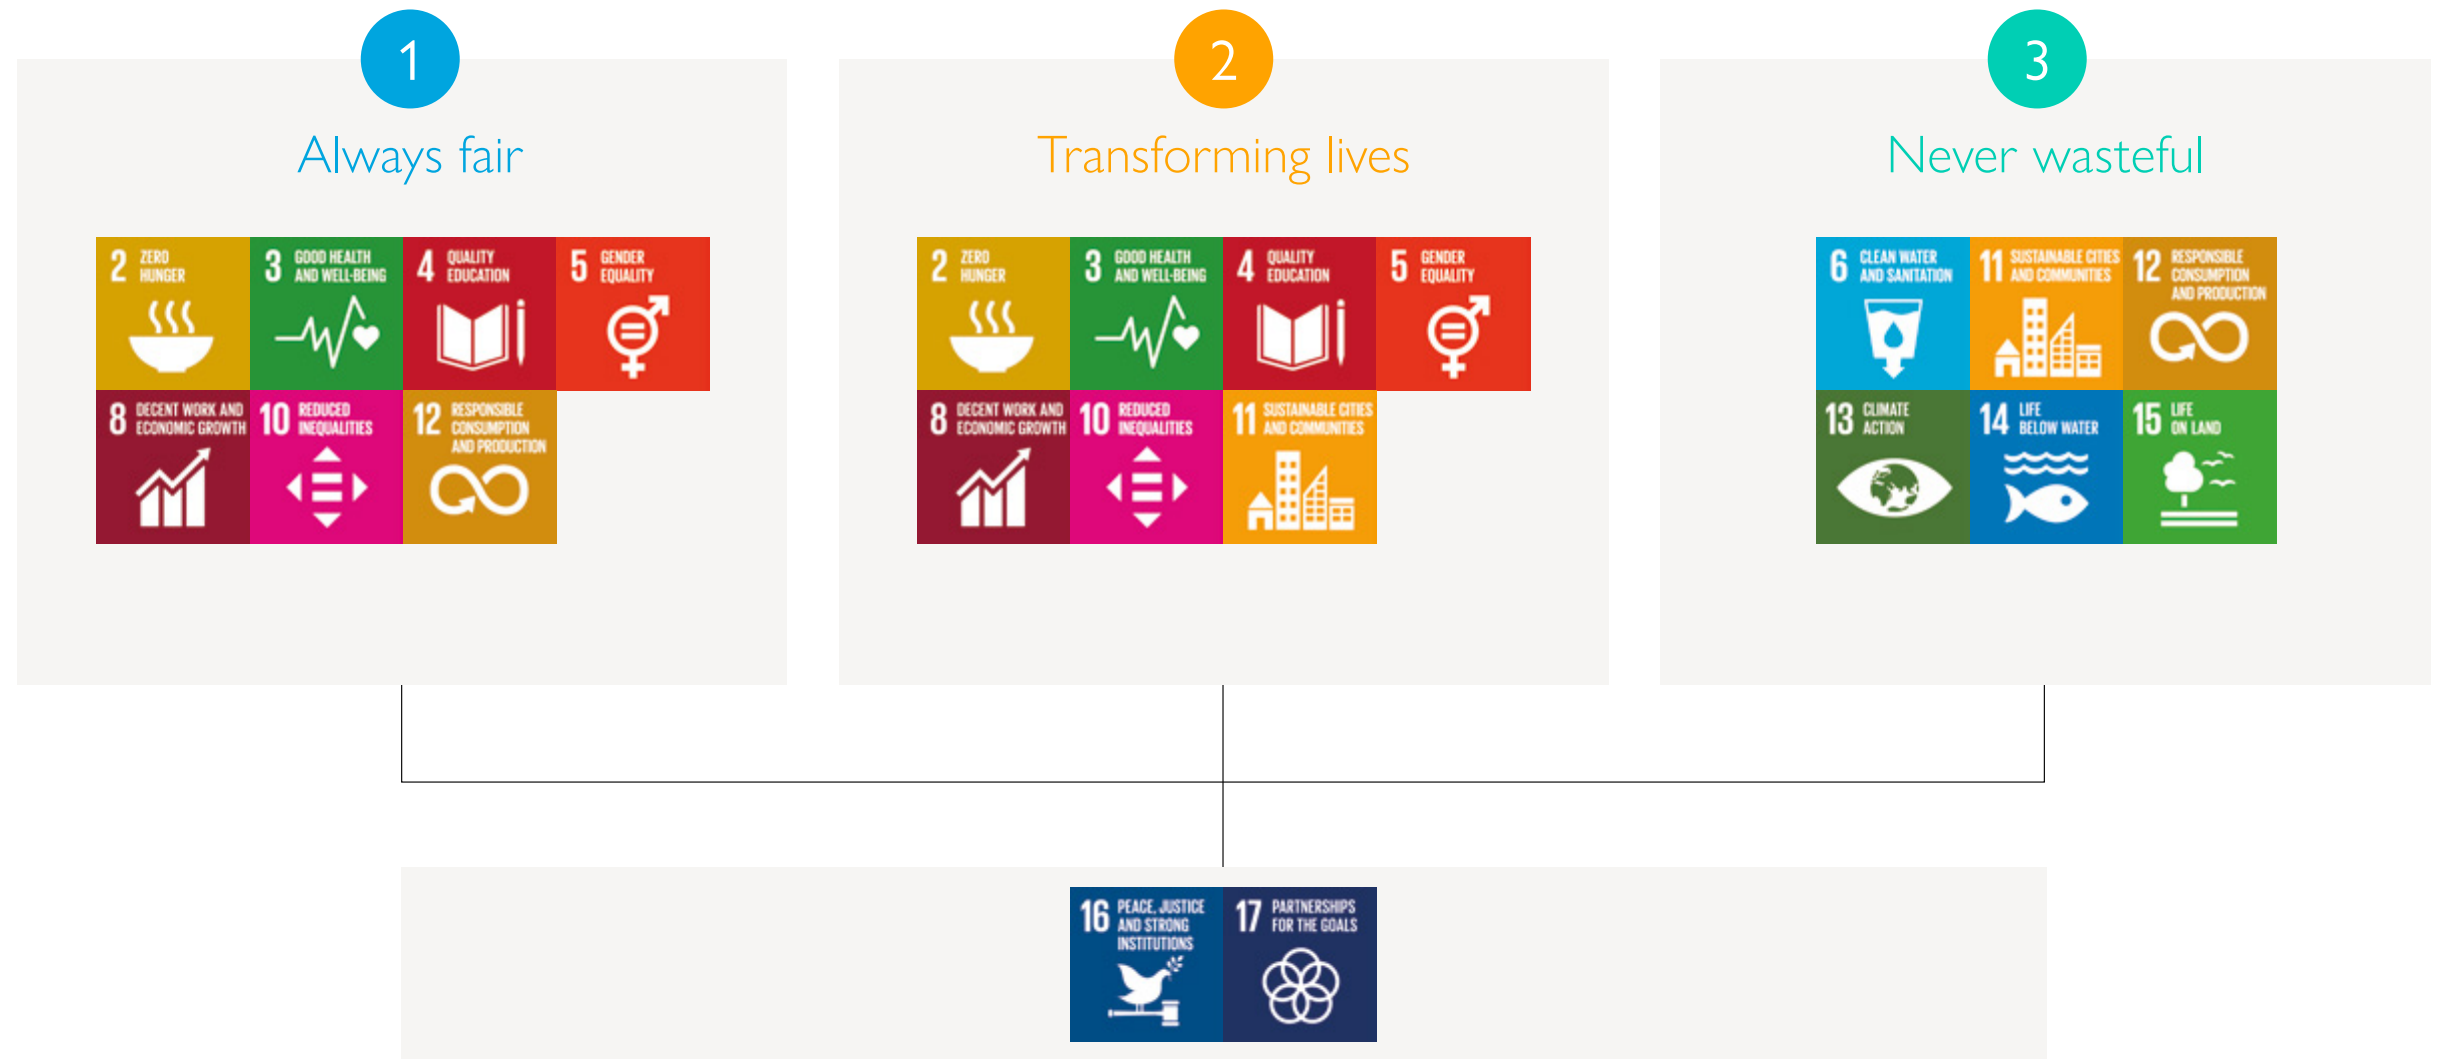 1
Always fair
2 ZERO
HUNGER
3 GOOD HEALTH
AND WELL-BEING
4 QUALITY
EDUCATION
5 GENDER
EQUALITY
8 DECENT WORK AND
ECONOMIC GROWTH
10 REDUCED
INEQUALITIES
12 RESPONSIBLE
CONSUMPTION
AND PRODUCTION
2
Transforming lives
2 ZERO
HUNGER
3 GOOD HEALTH
AND WELL-BEING
4 QUALITY
EDUCATION
5 GENDER
EQUALITY
8 DECENT WORK AND
ECONOMIC GROWTH
10 REDUCED
INEQUALITIES
11 SUSTAINABLE CITIES
AND COMMUNITIES
3
Never wasteful
6 CLEAN WATER
AND SANITATION
11 SUSTAINABLE CITIES
AND COMMUNITIES
12 RESPONSIBLE
CONSUMPTION
AND PRODUCTION
13 CLIMATE
ACTION
14 LIFE
BELOW WATER
15 LIFE
ON LAND
16 PEACE, JUSTICE
AND STRONG
INSTITUTIONS
17 PARTNERSHIPS
FOR THE GOALS